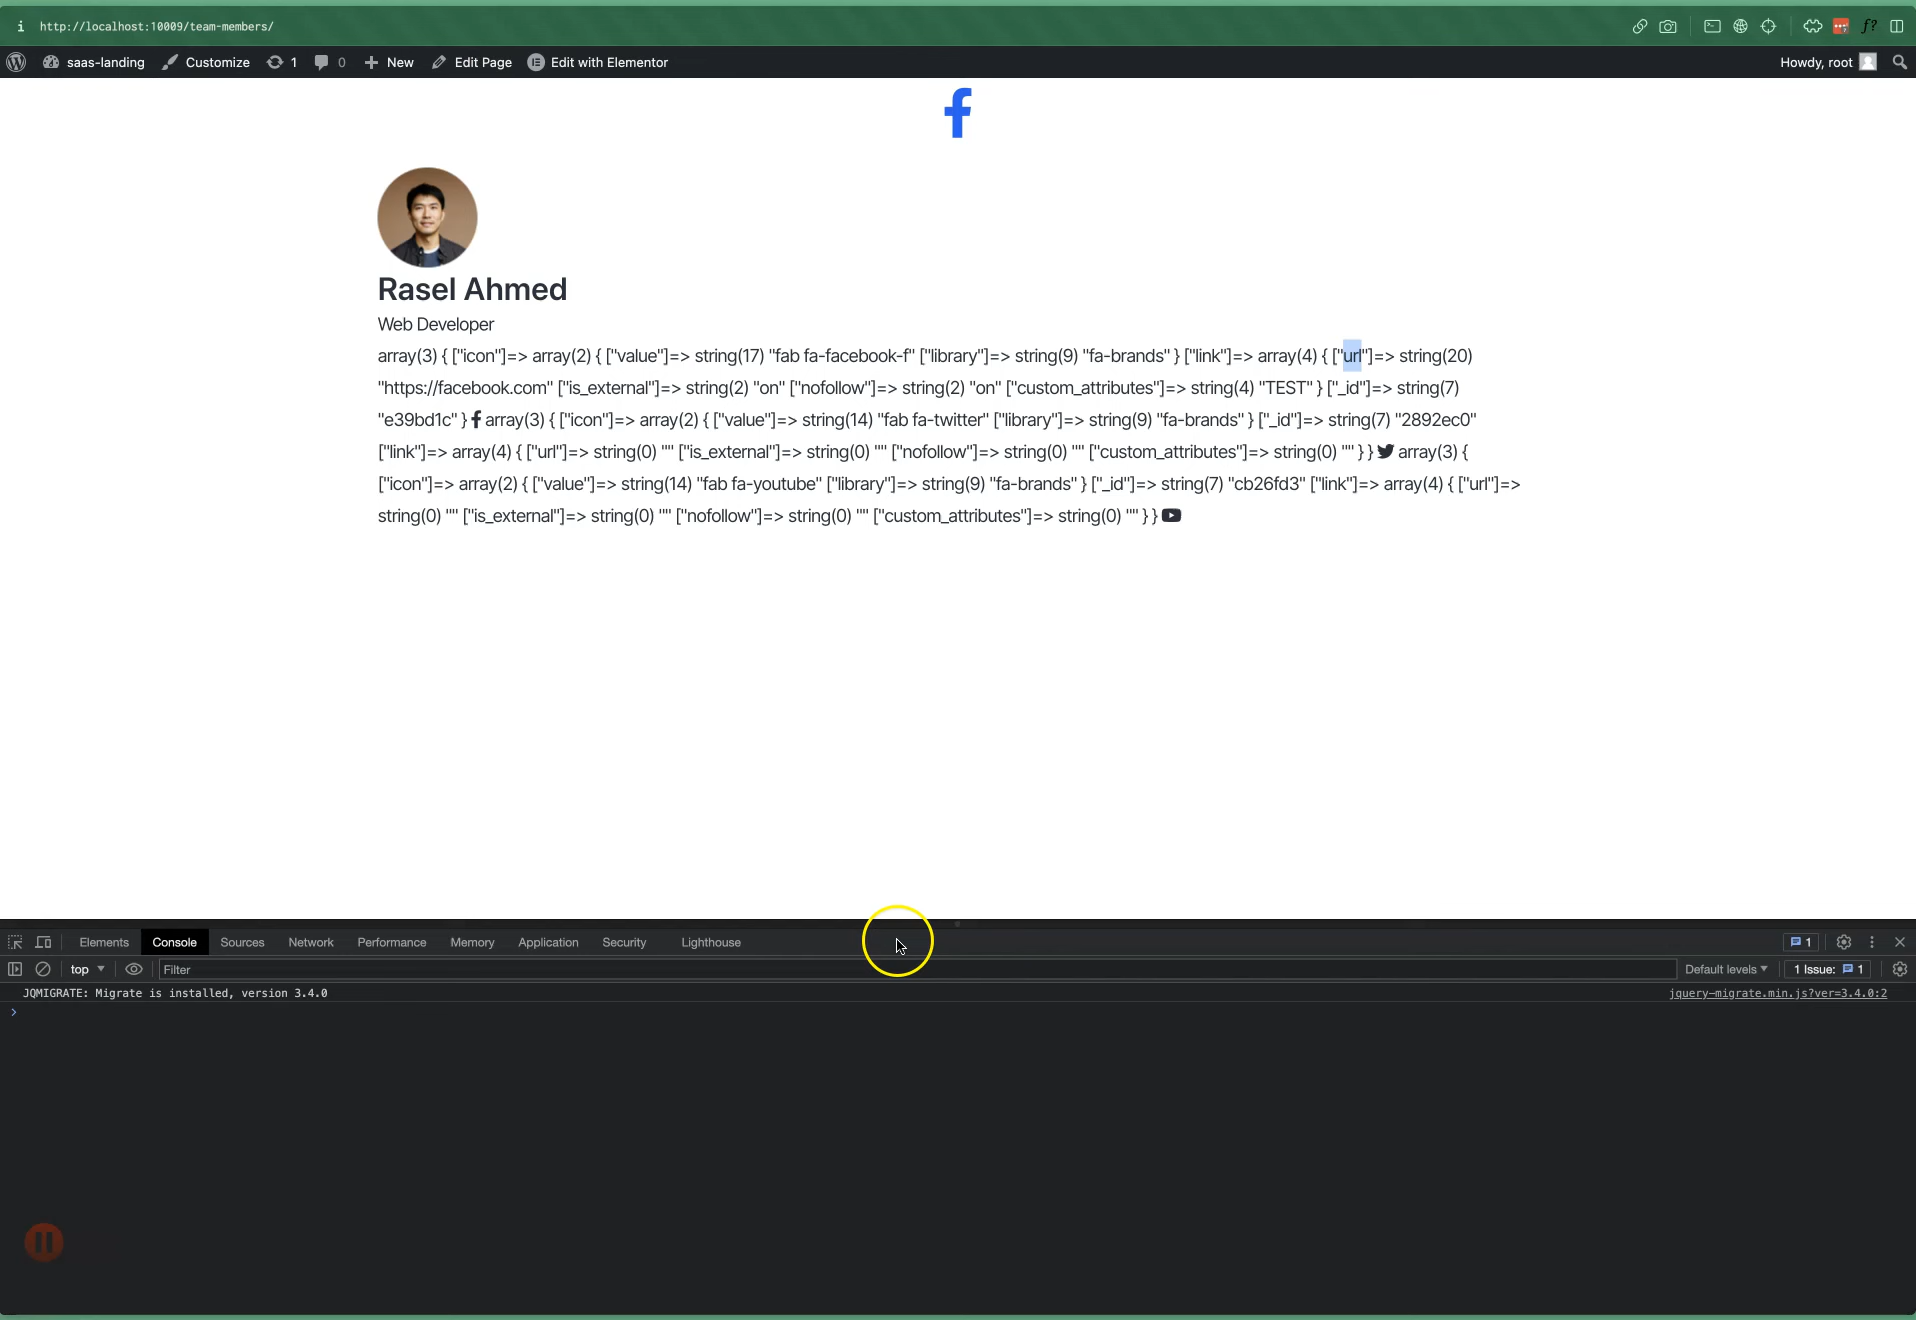 i http://localhost:10009/team-members/
saas-landing Customize 1 0 New Edit Page Edit with Elementor Howdy, root
Rasel Ahmed
Web Developer
array(3) { ["icon"]=> array(2) { ["value"]=> string(17) "fab fa-facebook-f" ["library"]=> string(9) "fa-brands" } ["link"]=> array(4) { ["url"]=> string(20)
"https://facebook.com" ["is_external"]=> string(2) "on" ["nofollow"]=> string(2) "on" ["custom_attributes"]=> string(4) "TEST" } ["_id"]=> string(7)
"e39bd1c" } array(3) { ["icon"]=> array(2) { ["value"]=> string(14) "fab fa-twitter" ["library"]=> string(9) "fa-brands" } ["_id"]=> string(7) "2892ec0"
["link"]=> array(4) { ["url"]=> string(0) "" ["is_external"]=> string(0) "" ["nofollow"]=> string(0) "" ["custom_attributes"]=> string(0) "" } } array(3) {
["icon"]=> array(2) { ["value"]=> string(14) "fab fa-youtube" ["library"]=> string(9) "fa-brands" } ["_id"]=> string(7) "cb26fd3" ["link"]=> array(4) { ["url"]=>
string(0) "" ["is_external"]=> string(0) "" ["nofollow"]=> string(0) "" ["custom_attributes"]=> string(0) "" } }
Elements Console Sources Network Performance Memory Application Security Lighthouse 1
top Filter Default levels 1 Issue: 1
JQMIGRATE: Migrate is installed, version 3.4.0 jquery-migrate.min.js?ver=3.4.0:2